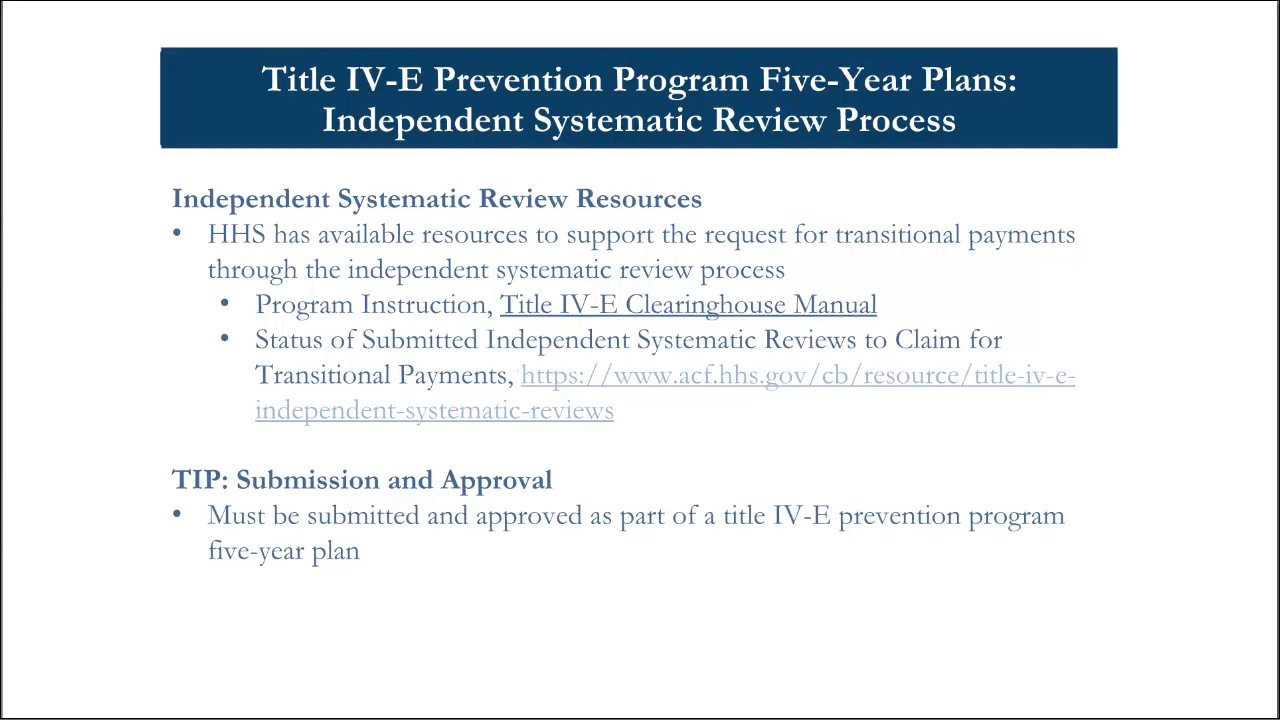 Title IV-E Prevention Program Five-Year Plans:
Independent Systematic Review Process
Independent Systematic Review Resources
• HHS has available resources to support the request for transitional payments
through the independent systematic review process
• Program Instruction, Title IV-E Clearinghouse Manual
• Status of Submitted Independent Systematic Reviews to Claim for
Transitional Payments, https://www.acf.hhs.gov/cb/resource/title-iv-e-
independent-systematic-reviews
TIP: Submission and Approval
• Must be submitted and approved as part of a title IV-E prevention program
five-year plan